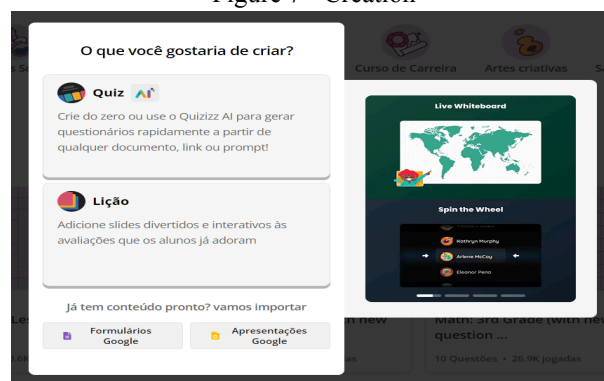 O que você gostaria de criar?
Quiz AI
Crie do zero ou use o Quizizz AI para gerar
questionários rapidamente a partir de
qualquer documento, link ou prompt!
Lição
Adicione slides divertidos e interativos às
avaliações que os alunos já adoram
Já tem conteúdo pronto? vamos importar
Formulários
Google
Apresentações
Google
Curso de Carreira
Artes criativas
Live Whiteboard
Spin the Wheel
Kathryn Murphy
Arlene McCoy
Eleanor Pena
Math: 3rd Grade (with new
question ...
10 Questões • 26.9K jogadas